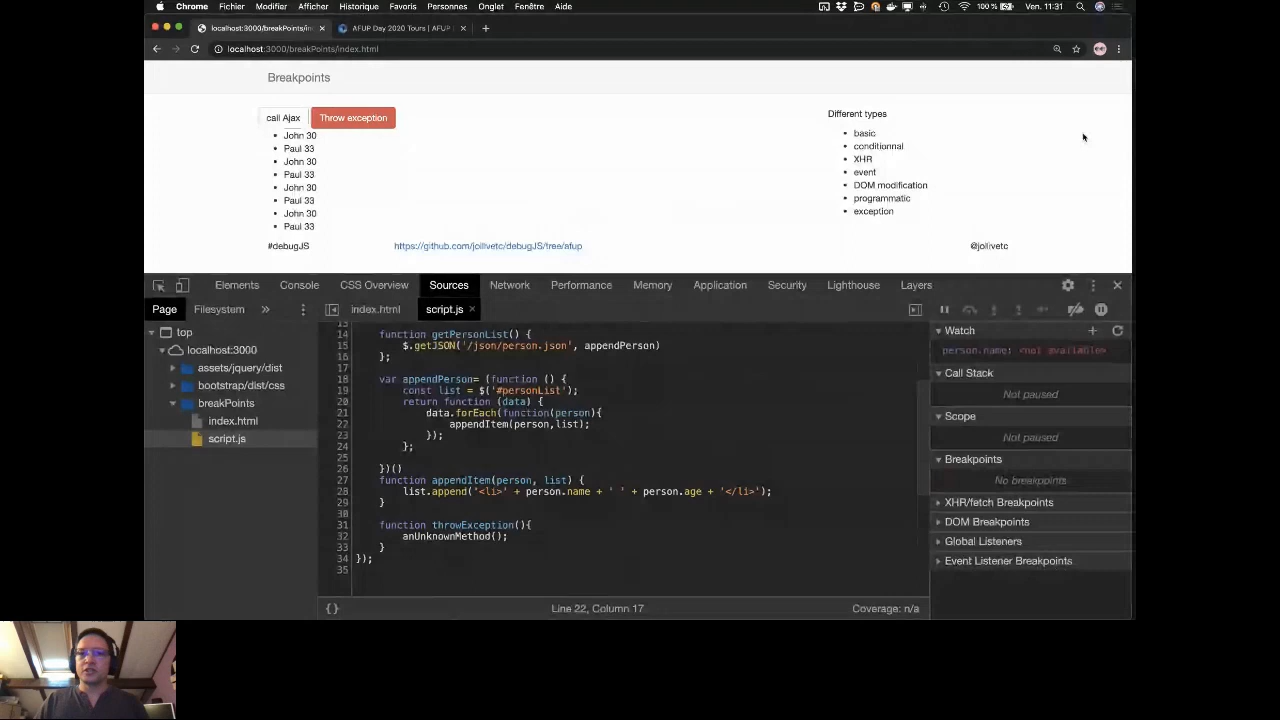 Chrome Fichier Modifier Afficher Historique Favoris Personnes Onglet Fenêtre Aide 100 % Ven. 11:31
localhost:3000/breakPoints/in AFUP Day 2020 Tours | AFUP
localhost:3000/breakPoints/index.html
Breakpoints
call Ajax Throw exception
John 30
Paul 33
John 30
Paul 33
John 30
Paul 33
John 30
Paul 33
Different types
basic
conditionnal
XHR
event
DOM modification
programmatic
exception
#debugJS https://github.com/jollivetc/debugJS/tree/afup @jollivetc
Elements Console CSS Overview Sources Network Performance Memory Application Security Lighthouse Layers
Page Filesystem » index.html script.js ×
top
localhost:3000
assets/jquery/dist
bootstrap/dist/css
breakPoints
index.html
script.js
13
14 function getPersonList() {
15 $.getJSON('/json/person.json', appendPerson)
16 };
17
18 var appendPerson= (function () {
19 const list = $('#personList');
20 return function (data) {
21 data.forEach(function(person){
22 appendItem(person,list);
23 });
24 };
25
26 })()
27 function appendItem(person, list) {
28 list.append('<li>' + person.name + ' ' + person.age + '</li>');
29 }
30
31 function throwException(){
32 anUnknownMethod();
33 }
34 });
35
{} Line 22, Column 17 Coverage: n/a
Watch
person.name: <not available>
Call Stack
Not paused
Scope
Not paused
Breakpoints
No breakpoints
XHR/fetch Breakpoints
DOM Breakpoints
Global Listeners
Event Listener Breakpoints